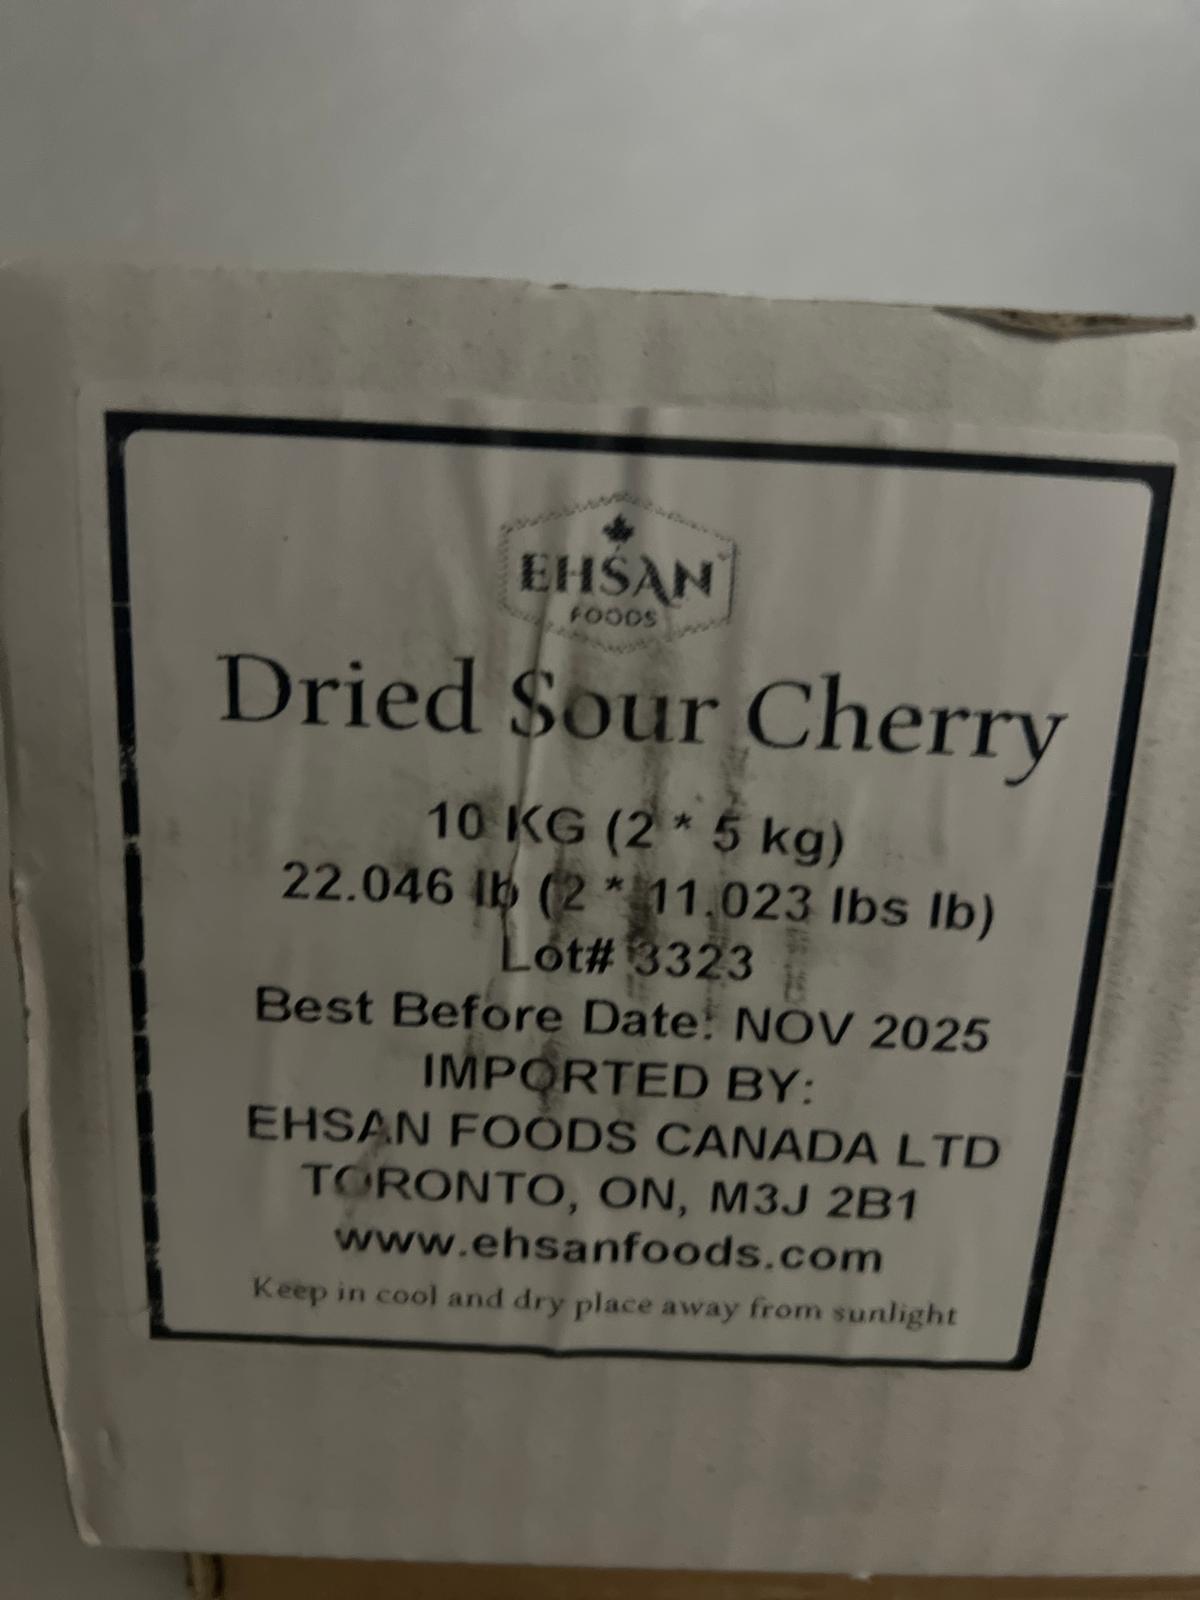 EHSAN
FOODS
Dried Sour Cherry
10 KG (2 * 5 kg)
22.046 lb (2 * 11.023 lbs lb)
Lot# 3323
Best Before Date: NOV 2025
IMPORTED BY:
EHSAN FOODS CANADA LTD
TORONTO, ON, M3J 2B1
www.ehsanfoods.com
Keep in cool and dry place away from sunlight